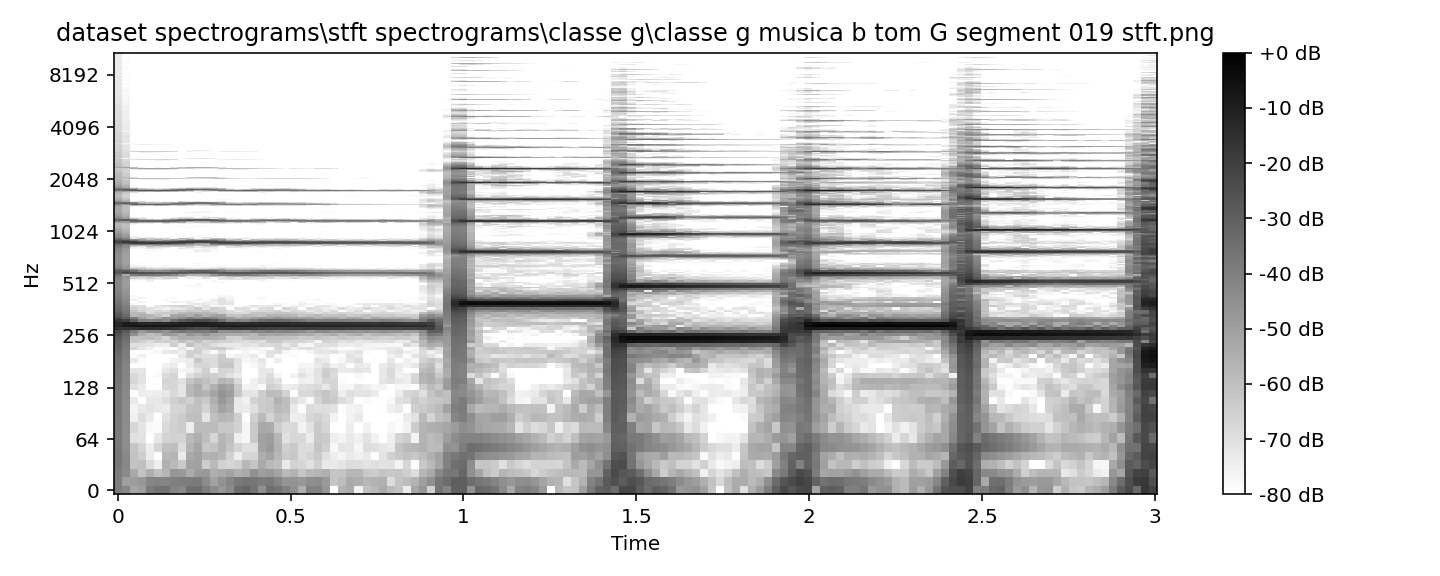 dataset spectrograms\stft spectrograms\classe g\classe g musica b tom G segment 019 stft.png
8192
4096
2048
1024
512
256
128
64
0
Hz
0
0.5
1
1.5
2
2.5
3
Time
+0 dB
-10 dB
-20 dB
-30 dB
-40 dB
-50 dB
-60 dB
-70 dB
-80 dB